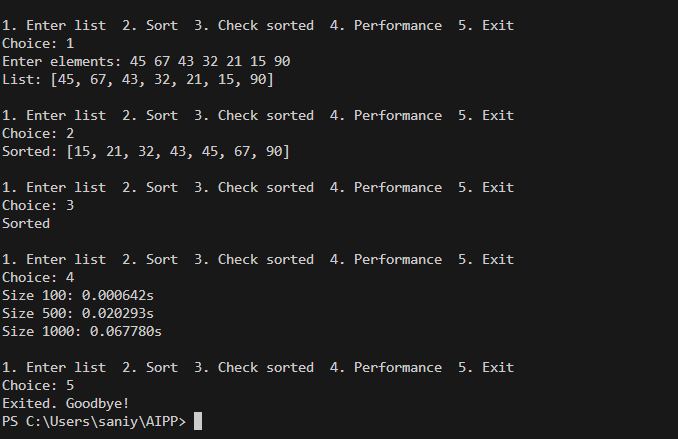 1. Enter list  2. Sort  3. Check sorted  4. Performance  5. Exit
Choice: 1
Enter elements: 45 67 43 32 21 15 90
List: [45, 67, 43, 32, 21, 15, 90]
1. Enter list  2. Sort  3. Check sorted  4. Performance  5. Exit
Choice: 2
Sorted: [15, 21, 32, 43, 45, 67, 90]
1. Enter list  2. Sort  3. Check sorted  4. Performance  5. Exit
Choice: 3
Sorted
1. Enter list  2. Sort  3. Check sorted  4. Performance  5. Exit
Choice: 4
Size 100: 0.000642s
Size 500: 0.020293s
Size 1000: 0.067780s
1. Enter list  2. Sort  3. Check sorted  4. Performance  5. Exit
Choice: 5
Exited. Goodbye!
PS C:\Users\saniy\AIPP>